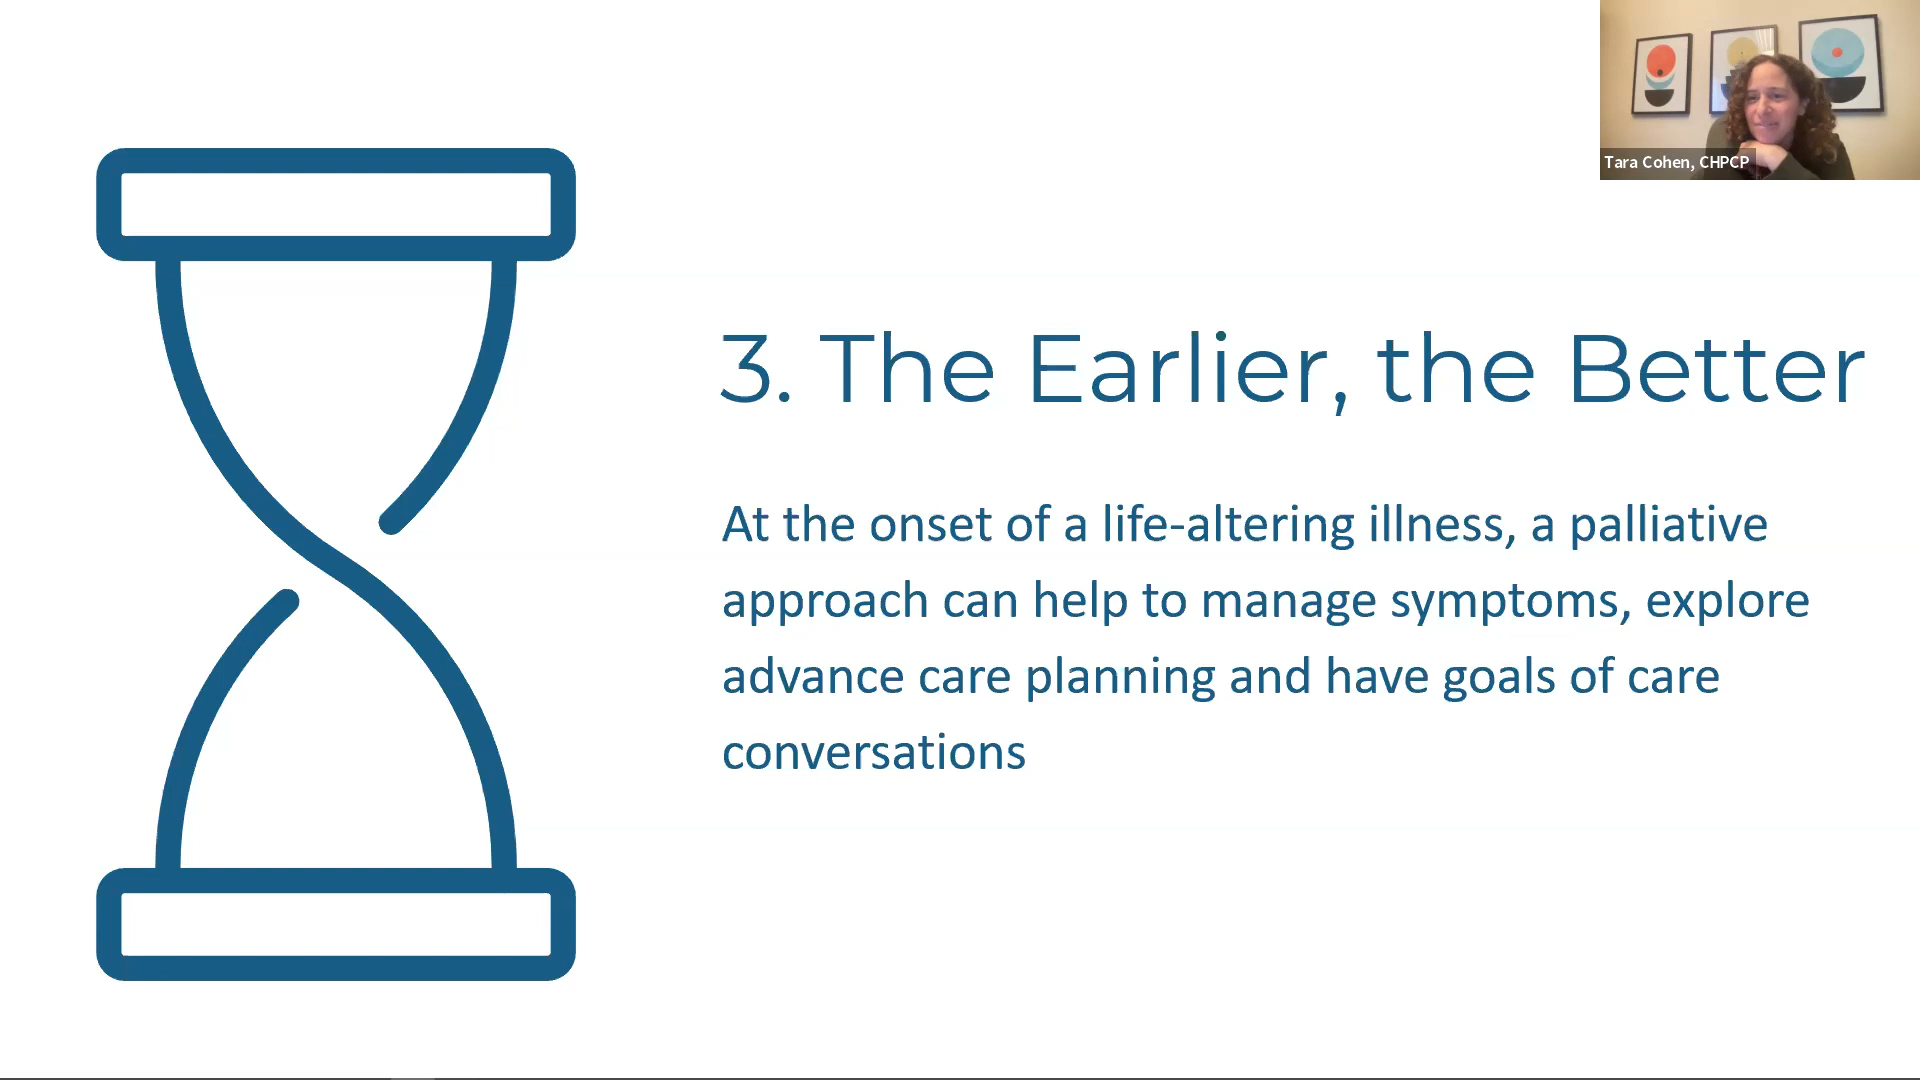 Tara Cohen, CHPCP
3. The Earlier, the Better
At the onset of a life-altering illness, a palliative
approach can help to manage symptoms, explore
advance care planning and have goals of care
conversations